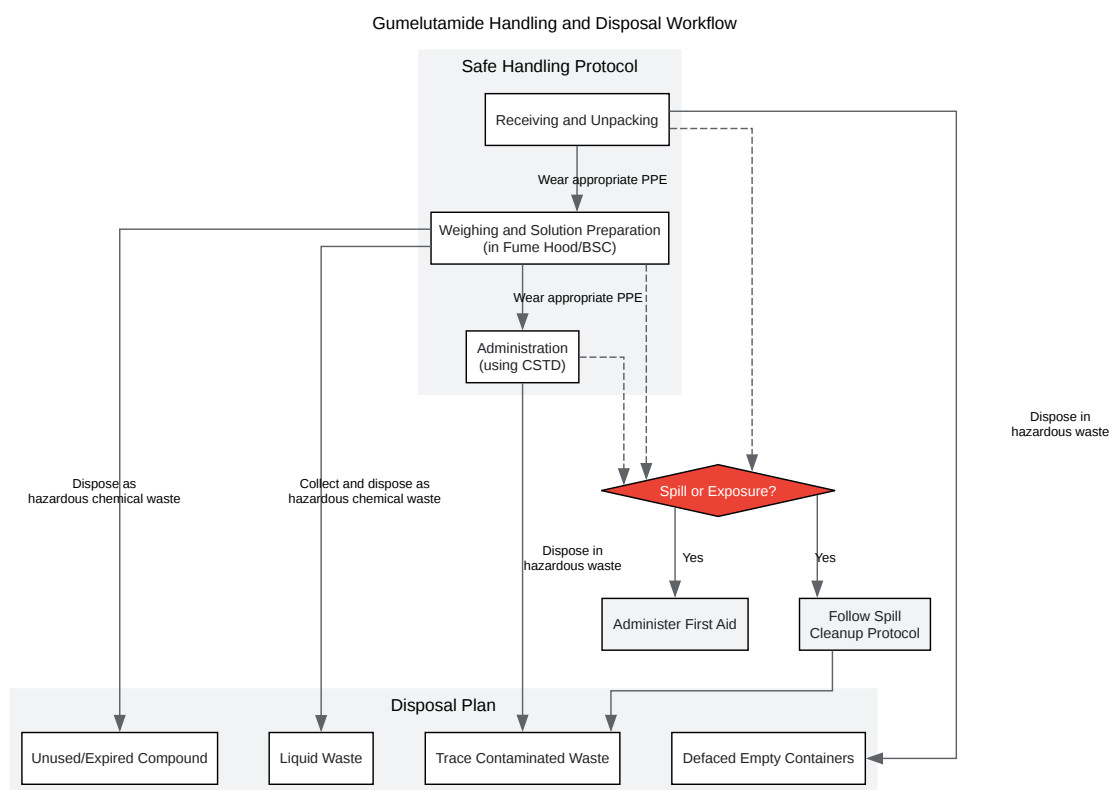 Gumelutamide Handling and Disposal Workflow
Safe Handling Protocol
Receiving and Unpacking
Wear appropriate PPE
Weighing and Solution Preparation
(in Fume Hood/BSC)
Wear appropriate PPE
Administration
(using CSTD)
Dispose in
hazardous waste
Dispose as
hazardous chemical waste
Collect and dispose as
hazardous chemical waste
Spill or Exposure?
Dispose in
hazardous waste
Yes
Yes
Administer First Aid
Follow Spill
Cleanup Protocol
Disposal Plan
Unused/Expired Compound
Liquid Waste
Trace Contaminated Waste
Defaced Empty Containers